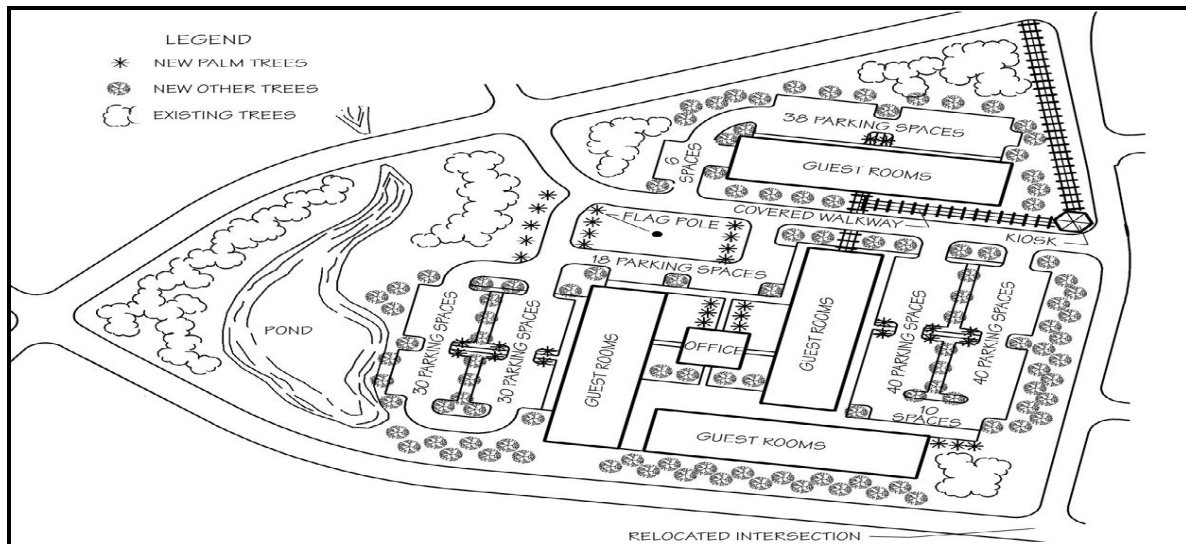 LEGEND
NEW PALM TREES
NEW OTHER TREES
EXISTING TREES
38 PARKING SPACES
6
SPACES
GUEST ROOMS
COVERED WALKWAY
KIOSK
FLAG POLE
18 PARKING SPACES
POND
30 PARKING SPACES
30 PARKING SPACES
GUEST ROOMS
OFFICE
GUEST ROOMS
40 PARKING SPACES
40 PARKING SPACES
10
SPACES
GUEST ROOMS
RELOCATED INTERSECTION